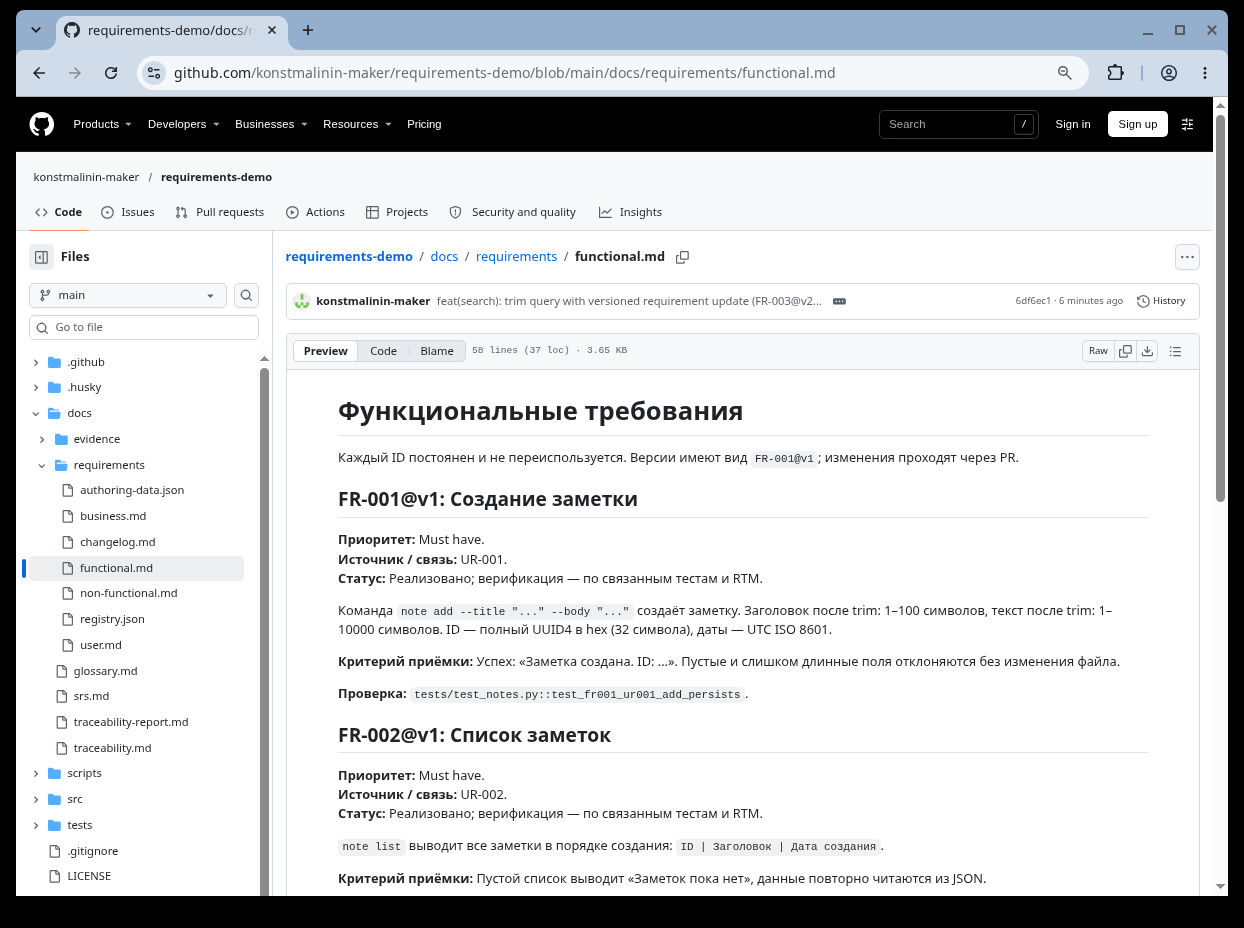 requirements-demo/docs/r
github.com/konstmalinin-maker/requirements-demo/blob/main/docs/requirements/functional.md
Products Developers Businesses Resources Pricing Search / Sign in Sign up
konstmalinin-maker / requirements-demo
Code Issues Pull requests Actions Projects Security and quality Insights
Files
main
Go to file
.github
.husky
docs
evidence
requirements
authoring-data.json
business.md
changelog.md
functional.md
non-functional.md
registry.json
user.md
glossary.md
srs.md
traceability-report.md
traceability.md
scripts
src
tests
.gitignore
LICENSE
requirements-demo / docs / requirements / functional.md
konstmalinin-maker feat(search): trim query with versioned requirement update (FR-003@v2... 6df6ec1 · 6 minutes ago History
Preview Code Blame 58 lines (37 loc) · 3.65 KB Raw
Функциональные требования
Каждый ID постоянен и не переиспользуется. Версии имеют вид FR-001@v1; изменения проходят через PR.
FR-001@v1: Создание заметки
Приоритет: Must have.
Источник / связь: UR-001.
Статус: Реализовано; верификация — по связанным тестам и RTM.
Команда note add --title "..." --body "..." создаёт заметку. Заголовок после trim: 1–100 символов, текст после trim: 1–
10000 символов. ID — полный UUID4 в hex (32 символа), даты — UTC ISO 8601.
Критерий приёмки: Успех: «Заметка создана. ID: ...». Пустые и слишком длинные поля отклоняются без изменения файла.
Проверка: tests/test_notes.py::test_fr001_ur001_add_persists.
FR-002@v1: Список заметок
Приоритет: Must have.
Источник / связь: UR-002.
Статус: Реализовано; верификация — по связанным тестам и RTM.
note list выводит все заметки в порядке создания: ID | Заголовок | Дата создания.
Критерий приёмки: Пустой список выводит «Заметок пока нет», данные повторно читаются из JSON.